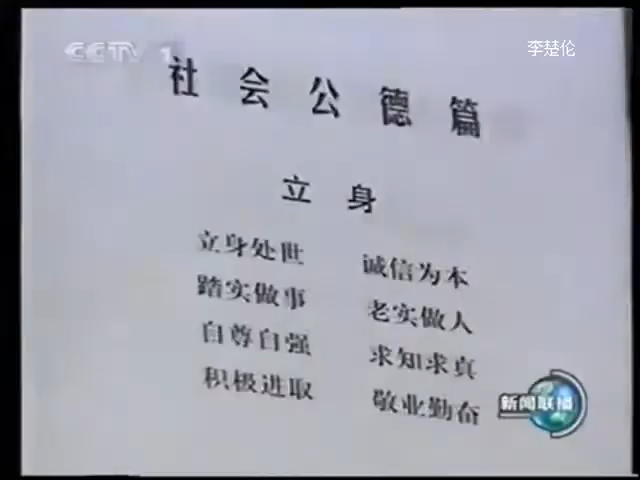 CCTV 1
李楚伦
社会公德篇
立身
立身处世 诚信为本
踏实做事 老实做人
自尊自强 求知求真
积极进取 敬业勤奋
新闻联播